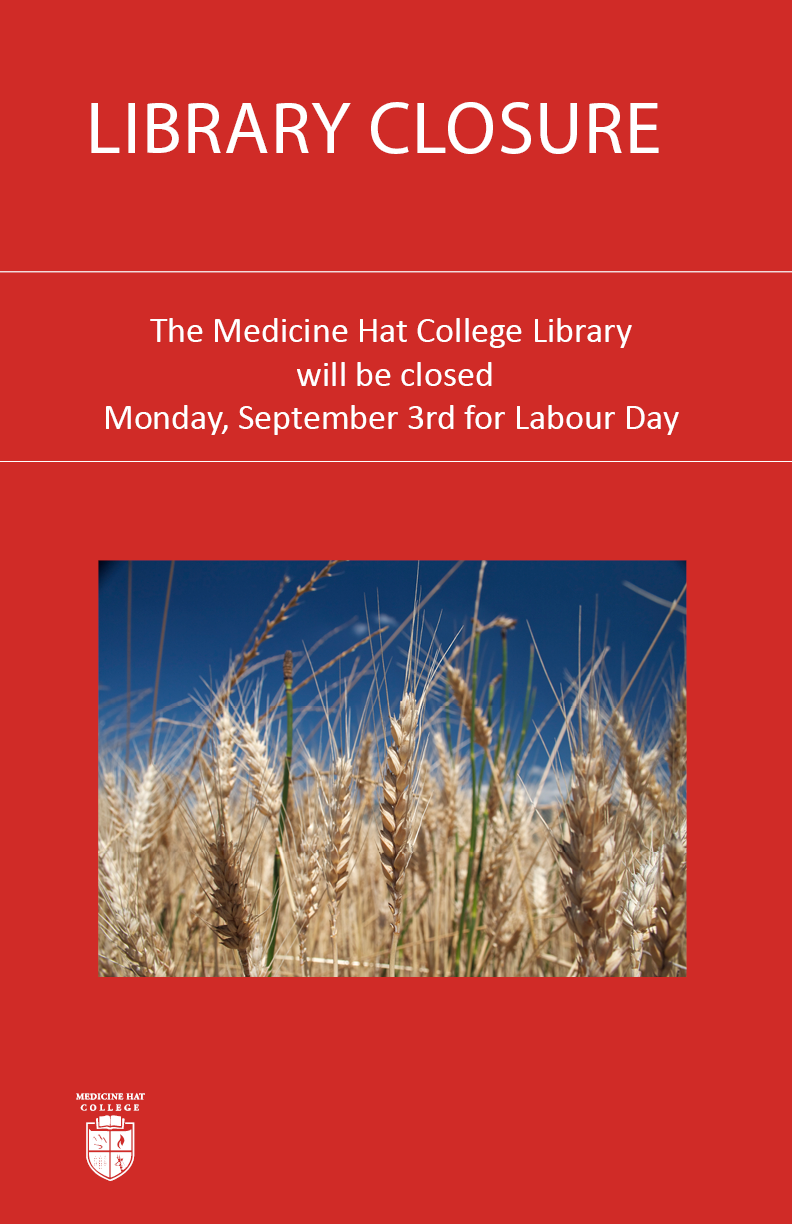 LIBRARY CLOSURE
The Medicine Hat College Library
will be closed
Monday, September 3rd for Labour Day
MEDICINE HAT
COLLEGE